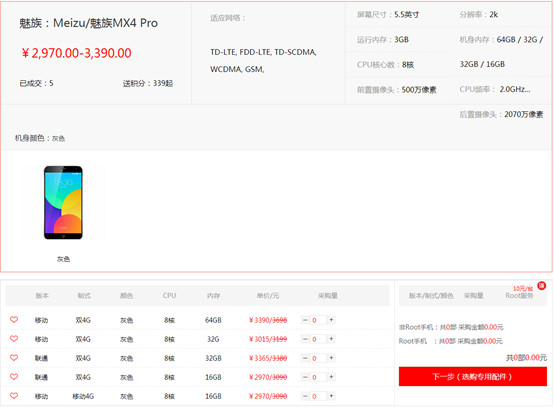 魅族：Meizu/魅族MX4 Pro
¥ 2,970.00-3,390.00
已成交：5 送积分：339起
适应网络：
TD-LTE, FDD-LTE, TD-SCDMA,
WCDMA, GSM,
屏幕尺寸：5.5英寸 分辨率：2k
运行内存：3GB 机身内存：64GB / 32G /
CPU核心数：8核 32GB / 16GB
前置摄像头：500万像素 CPU频率： 2.0GHz...
后置摄像头：2070万像素
机身颜色：灰色
灰色
版本 制式 颜色 CPU 内存 单价/元 采购量
移动 双4G 灰色 8核 64GB ¥ 3390/3698 − 0 +
移动 双4G 灰色 8核 32G ¥ 3015/3199 − 0 +
联通 双4G 灰色 8核 32GB ¥ 3365/3380 − 0 +
联通 双4G 灰色 8核 16GB ¥ 2970/3090 − 0 +
移动 移动4G 灰色 8核 16GB ¥ 2970/3090 − 0 +
10元/部
版本/制式/颜色 采购量 Root服务
非Root手机：共0部 采购金额0.00元
Root手机 ：共0部 采购金额0.00元
共0部0.00元
下一步（选购专用配件）